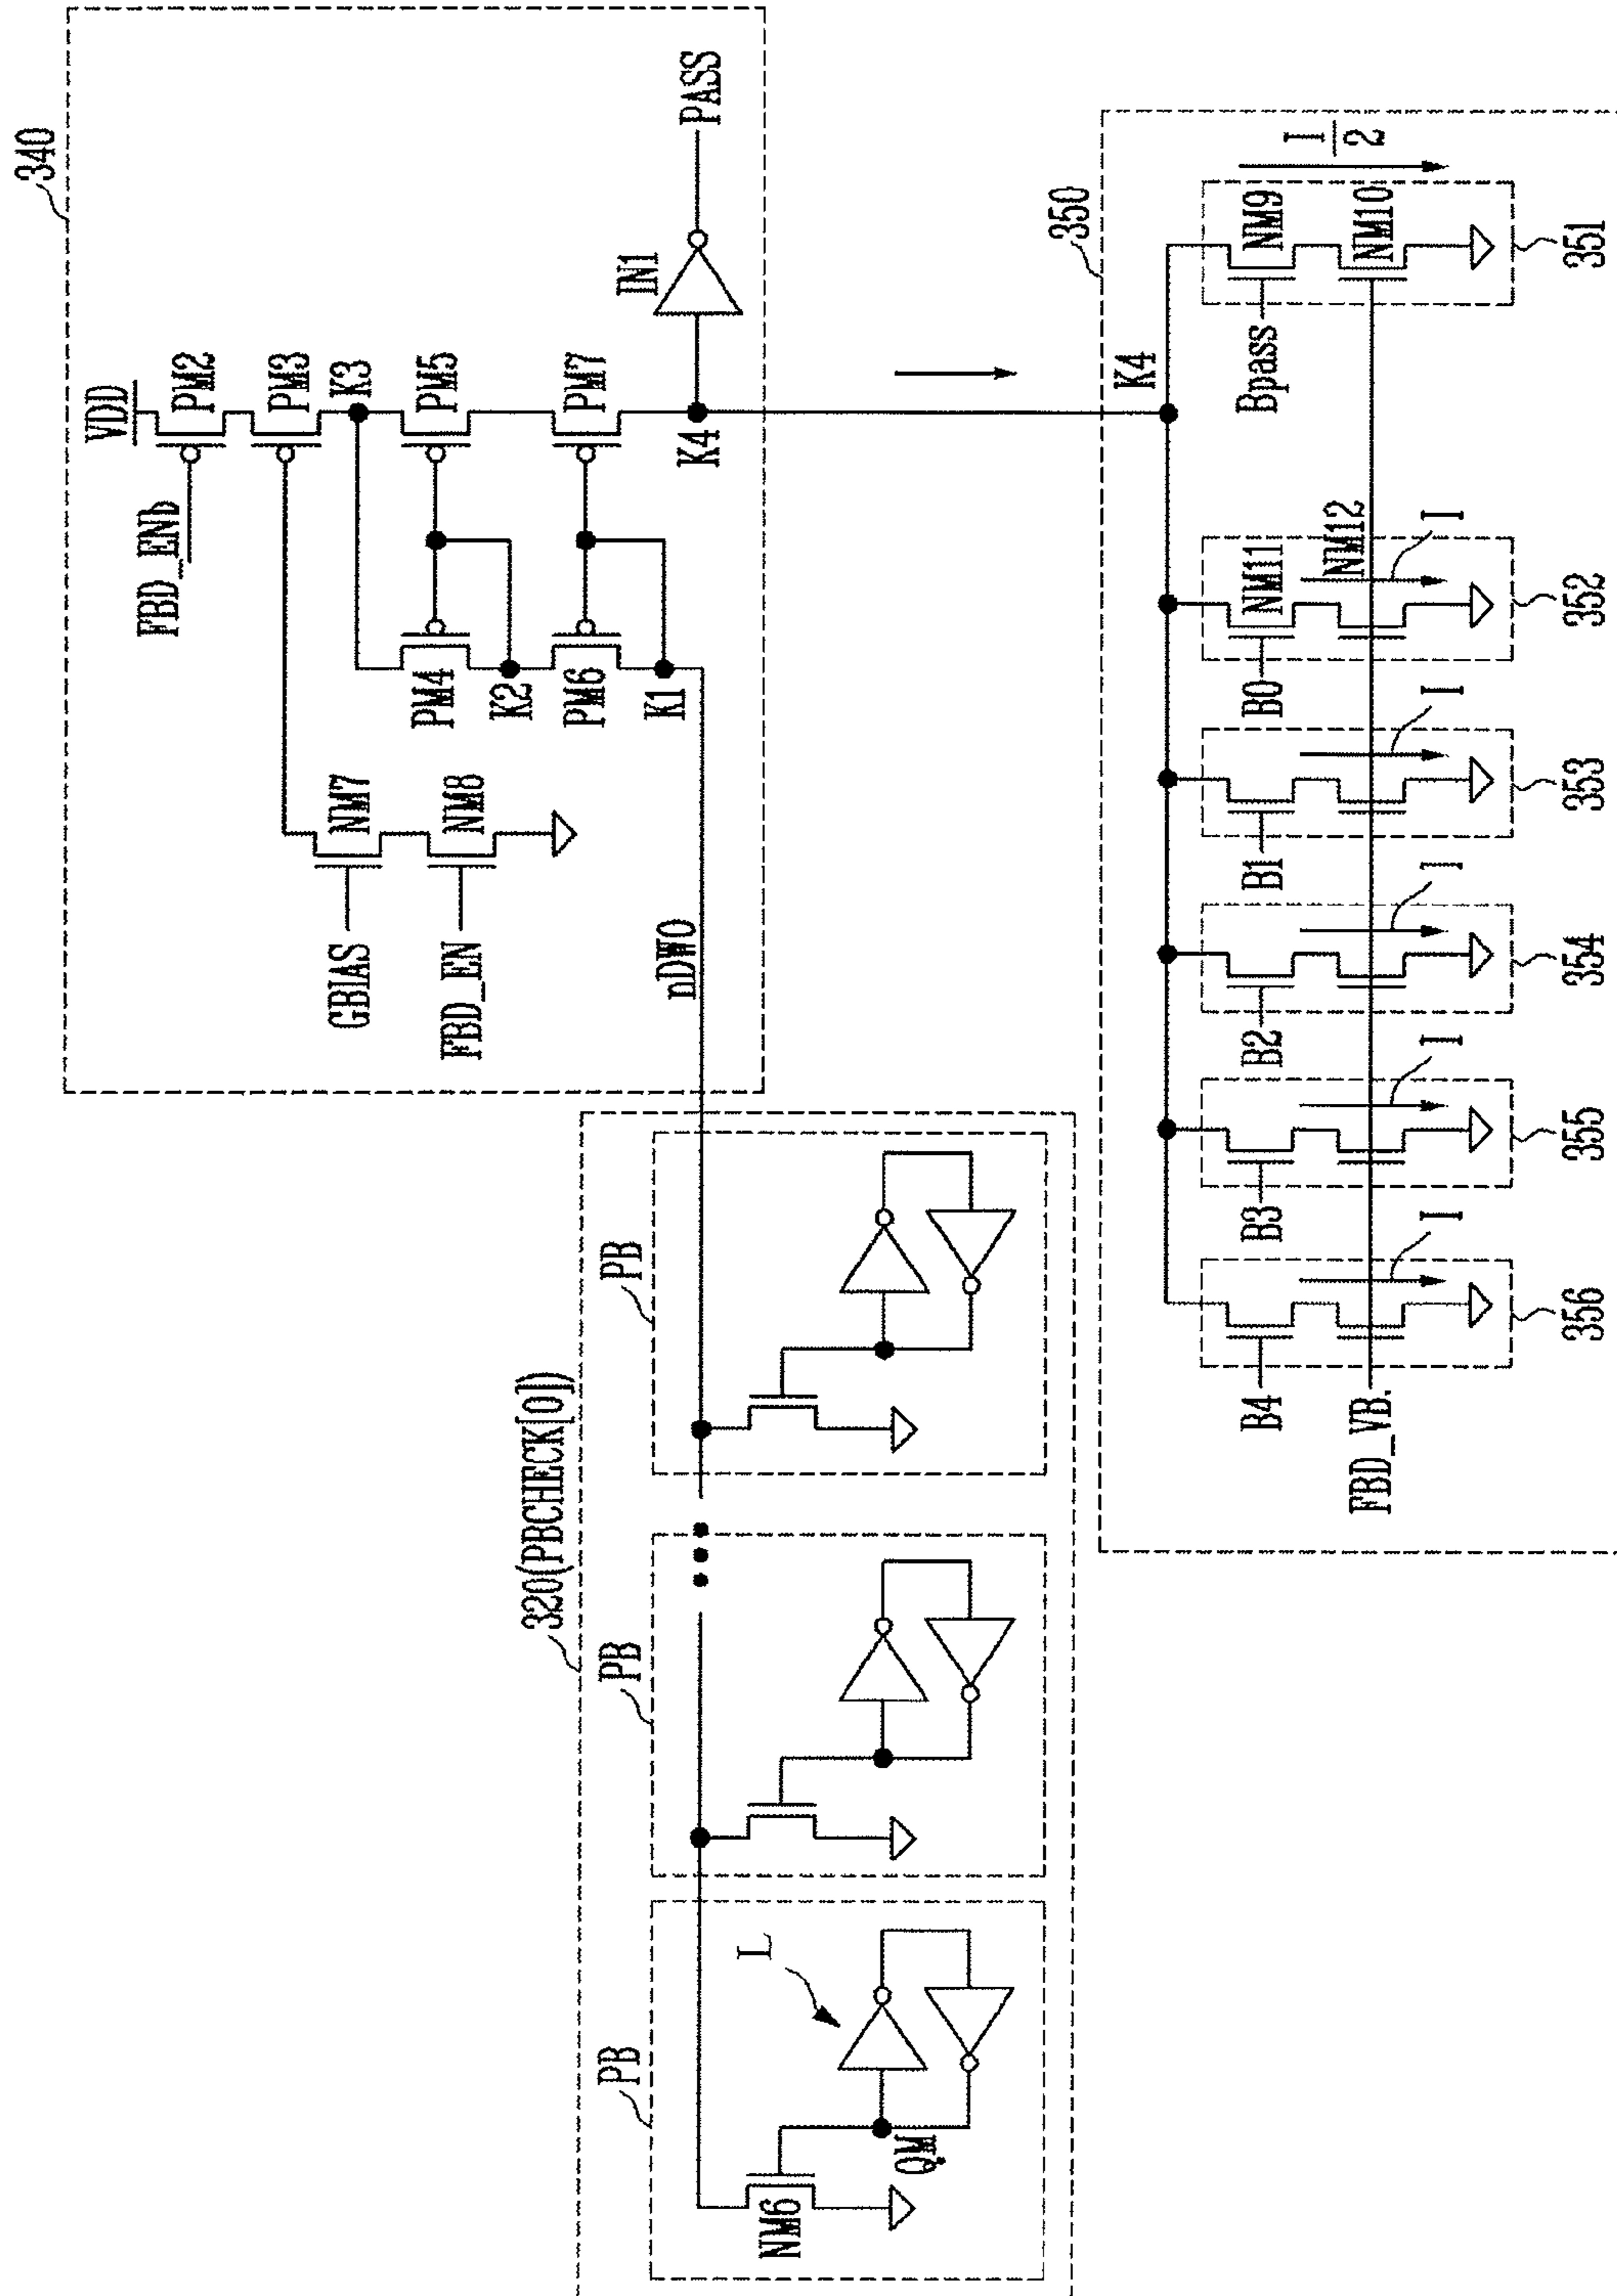 340
VDD
FBD_ENb
PM2
PM3
K3
PM4
PM5
K2
PM6
PM7
K1
K4
IN1
PASS
GBIAS
NM7
FBD_EN
NM8
nDWO
320(PBCHECK[0])
PB
PB
PB
L
NM6
QM
350
K4
I
2
Bpass
NM9
NM10
351
B0
NM11
NM12
I
352
B1
I
353
B2
I
354
B3
I
355
B4
I
356
FBD_VB.